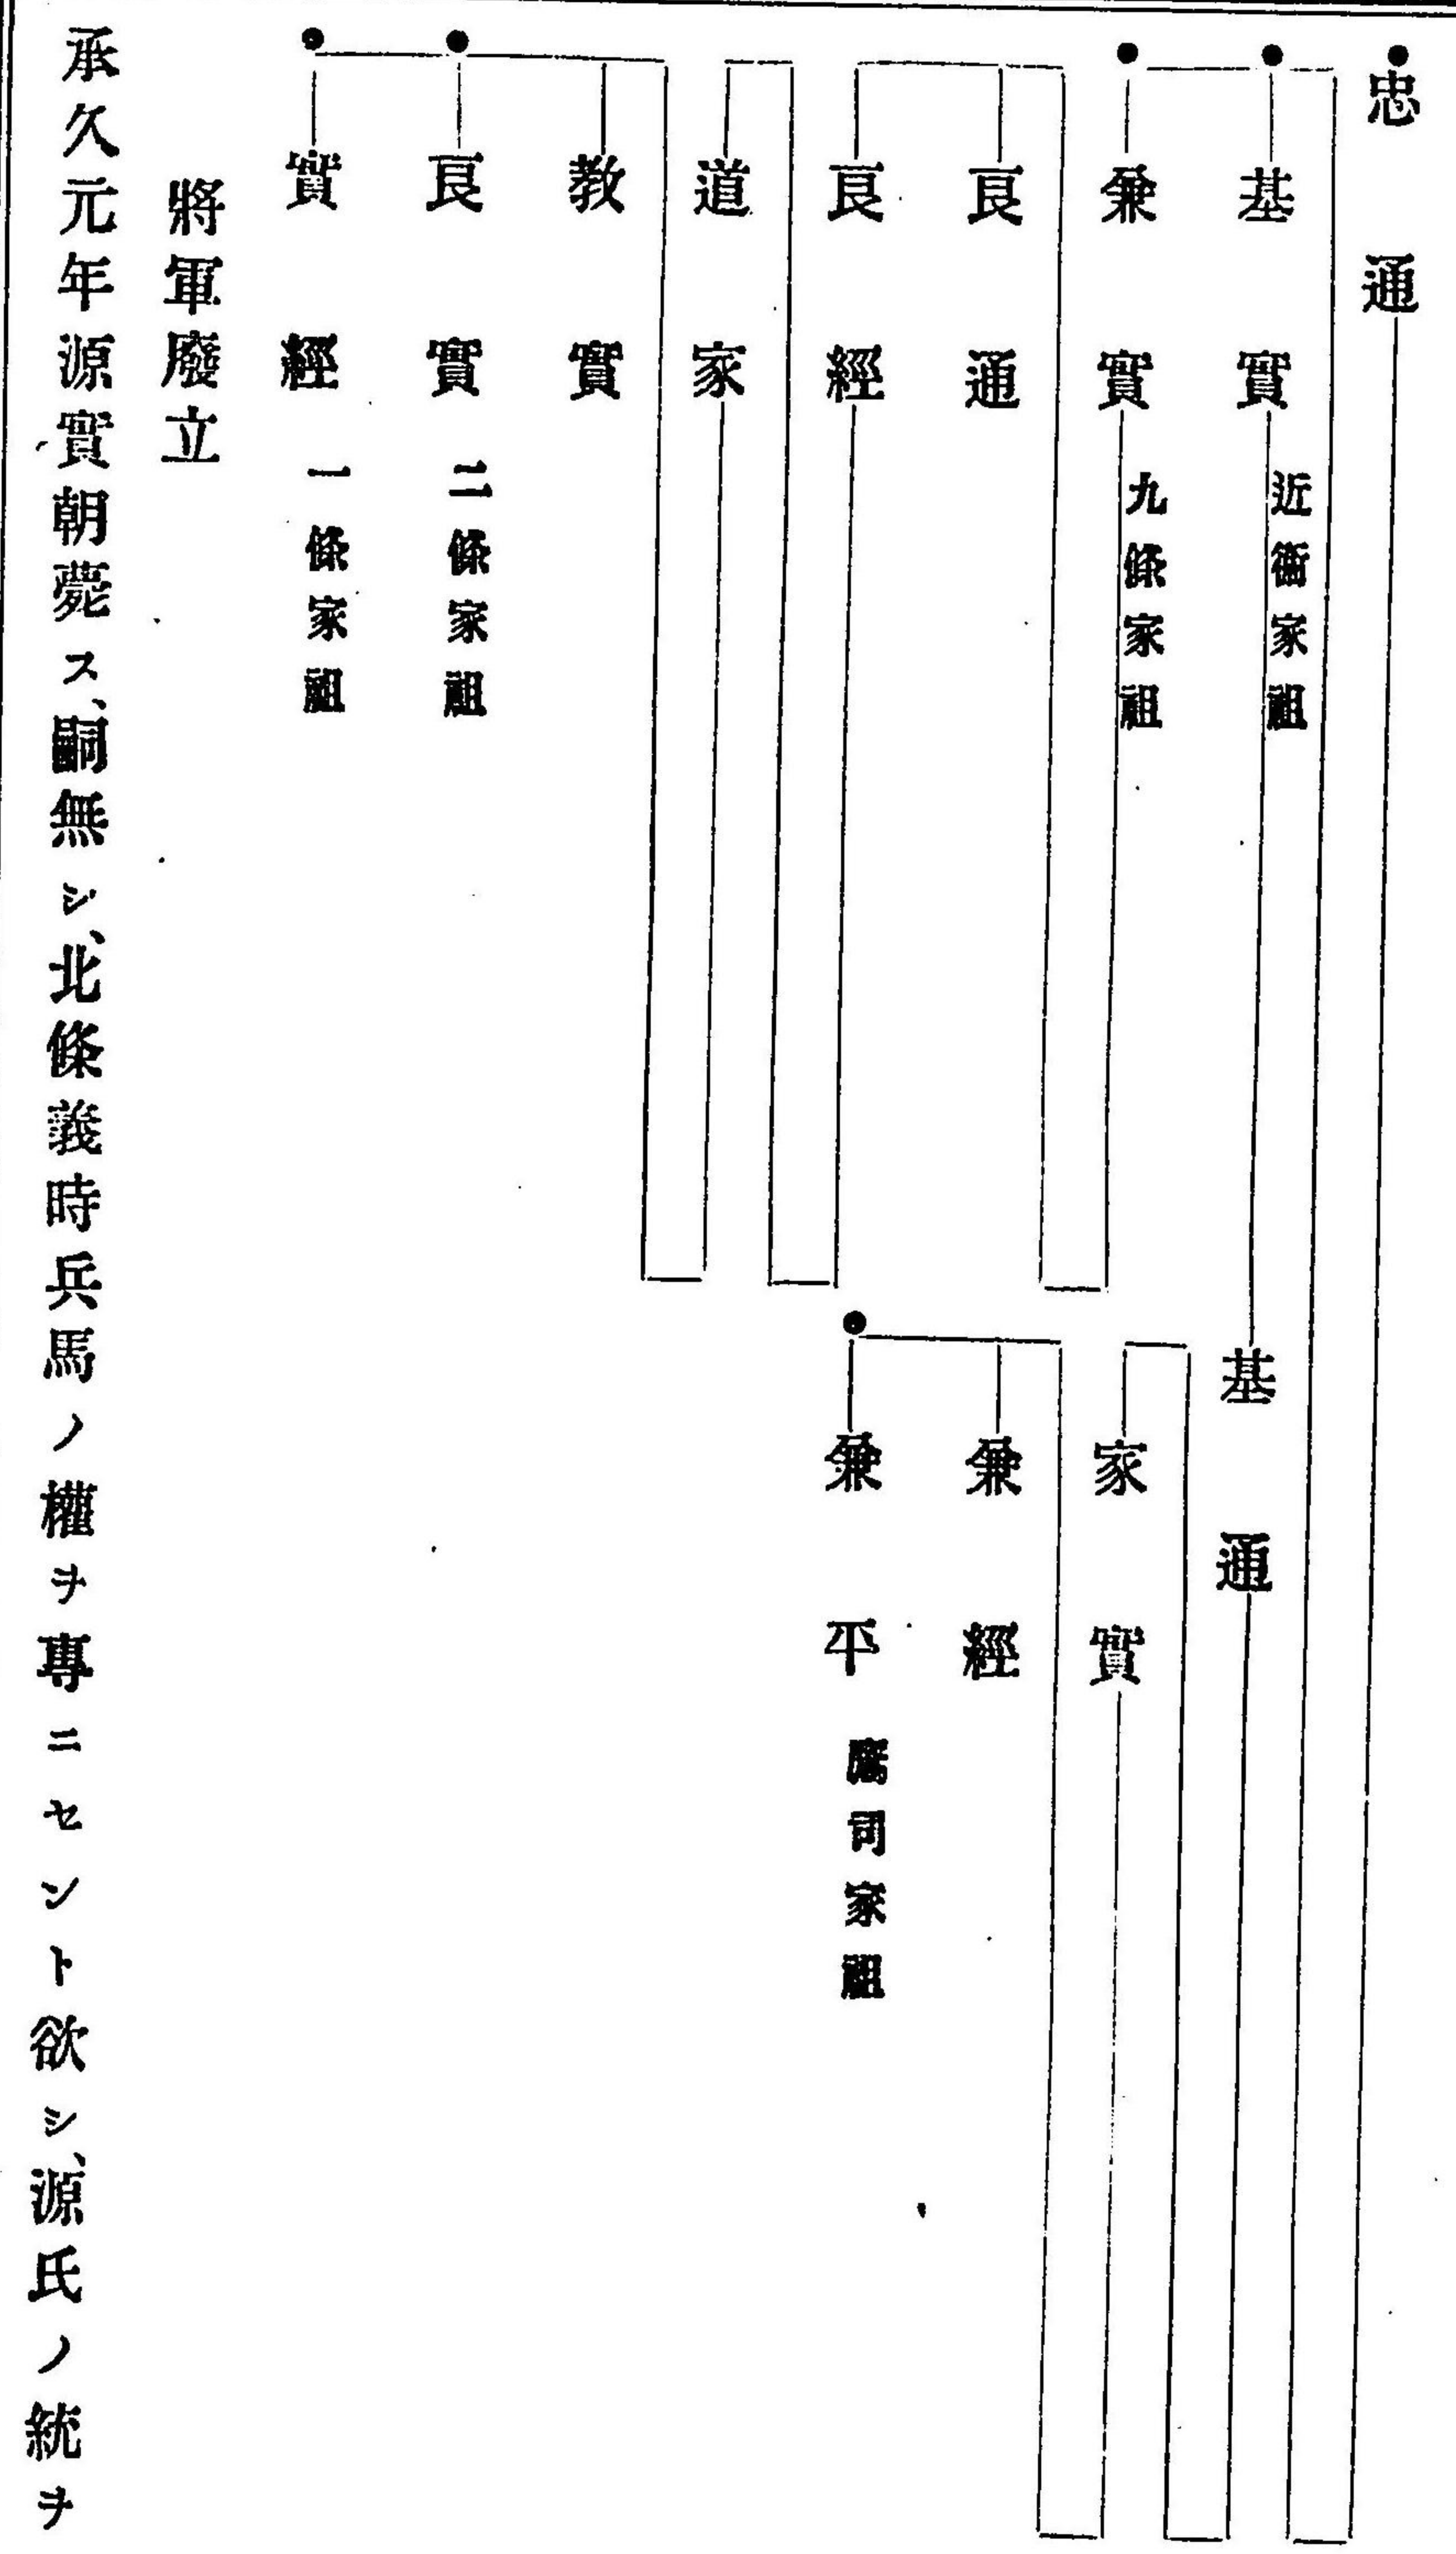 忠通
基實 近衞家祖
基通
兼實 九條家祖
家實
良通
兼經
良經
兼平 鷹司家祖
道家
教實
良實 二條家祖
實經 一條家祖
將軍廢立
承久元年源實朝薨ス、嗣無シ、北條義時兵馬ノ權ヲ專ニセント欲シ、源氏ノ統ヲ